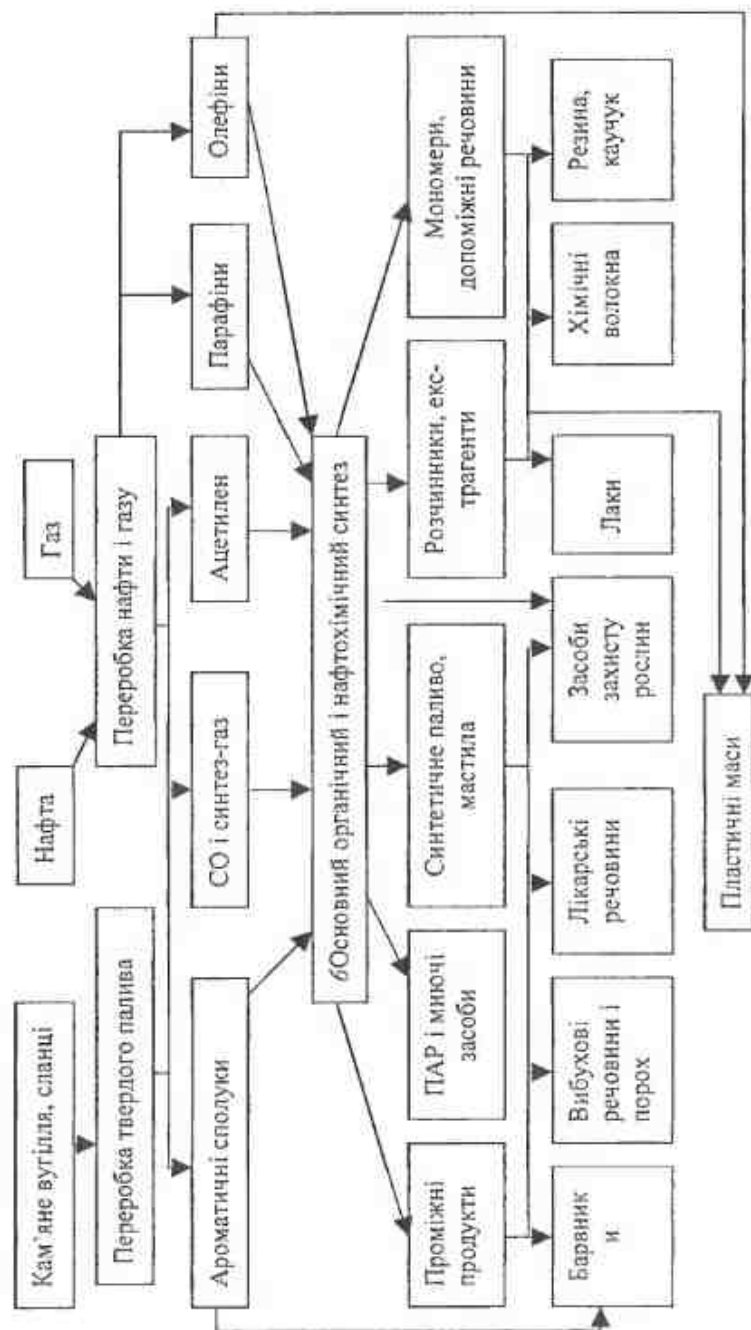 Кам'яне вугілля, сланці
Нафта
Газ
Переробка твердого палива
Переробка нафти і газу
Ароматичні сполуки
СО і синтез-газ
Ацетилен
Парафіни
Олефіни
6Основний органічний і нафтохімічний синтез
Проміжні
продукти
ПАР і миючі
засоби
Синтетичне паливо,
мастила
Розчинники, екс-
трагенти
Мономери,
допоміжні речовини
Барвник
и
Вибухові
речовини і
порох
Лікарські
речовини
Засоби
захисту
рослин
Лаки
Хімічні
волокна
Резина,
каучук
Пластичні маси